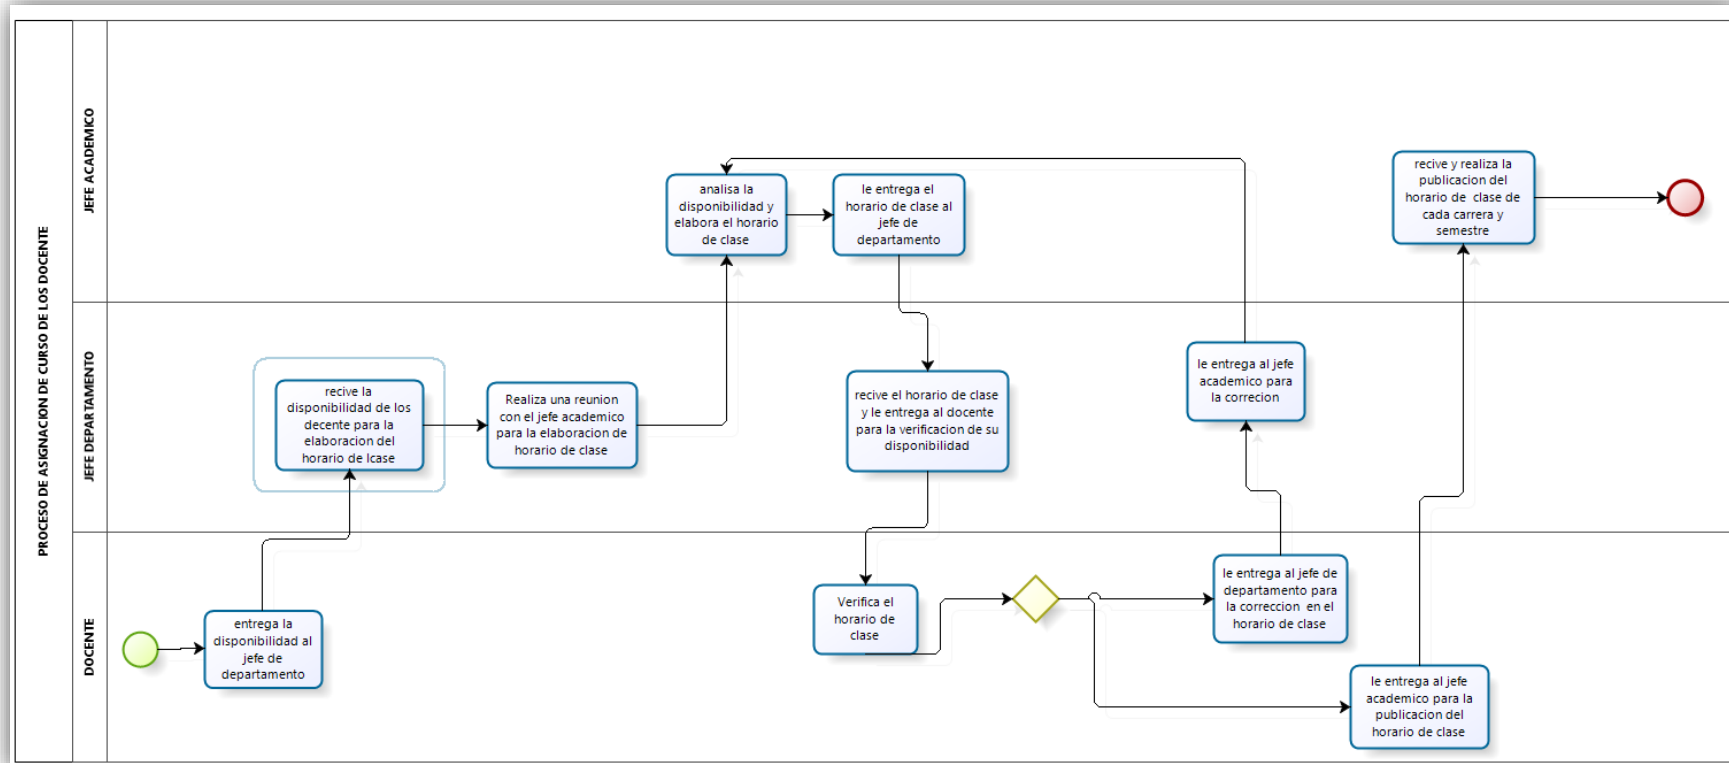 PROCESO DE ASIGNACION DE CURSO DE LOS DOCENTE
JEFE ACADEMICO
analisa la
disponibilidad y
elabora el horario
de clase
le entrega el
horario de clase al
jefe de
departamento
recive y realiza la
publicacion del
horario de clase de
cada carrera y
semestre
JEFE DEPARTAMENTO
recive la
disponibilidad de los
decente para la
elaboracion del
horario de lcase
Realiza una reunion
con el jefe academico
para la elaboracion de
horario de clase
recive el horario de clase
y le entrega al docente
para la verificacion de su
disponibilidad
le entrega al jefe
academico para
la correcion
DOCENTE
entrega la
disponibilidad al
jefe de
departamento
Verifica el
horario de
clase
le entrega al jefe de
departamento para
la correccion en el
horario de clase
le entrega al jefe
academico para la
publicacion del
horario de clase